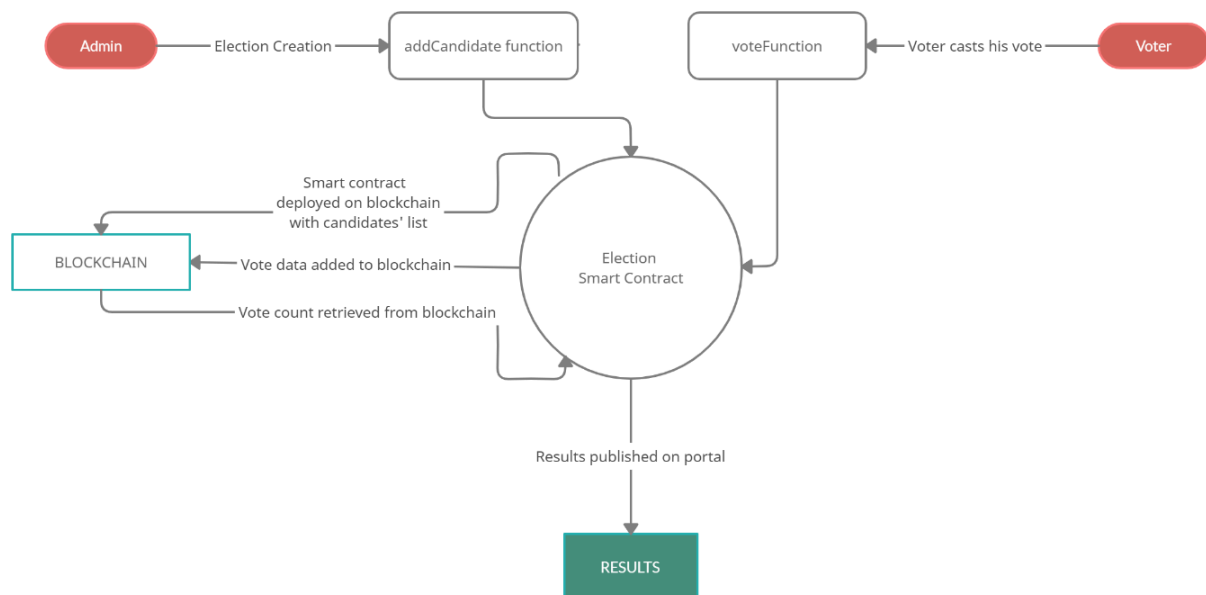 Admin
Election Creation
addCandidate function
voteFunction
Voter casts his vote
Voter
Smart contract
deployed on blockchain
with candidates' list
BLOCKCHAIN
Vote data added to blockchain
Election
Smart Contract
Vote count retrieved from blockchain
Results published on portal
RESULTS